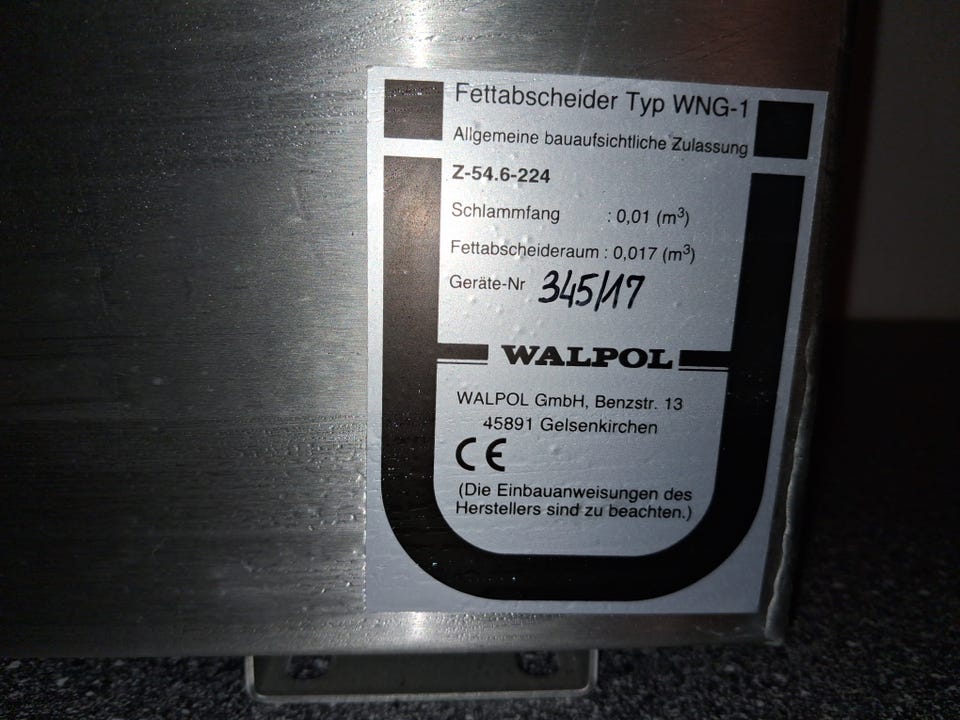 Fettabscheider Typ WNG-1
Allgemeine bauaufsichtliche Zulassung
Z-54.6-224
Schlammfang : 0,01 (m³)
Fettabscheideraum : 0,017 (m³)
Geräte-Nr 345/17
WALPOL
WALPOL GmbH, Benzstr. 13
45891 Gelsenkirchen
CE
(Die Einbauanweisungen des
Herstellers sind zu beachten.)